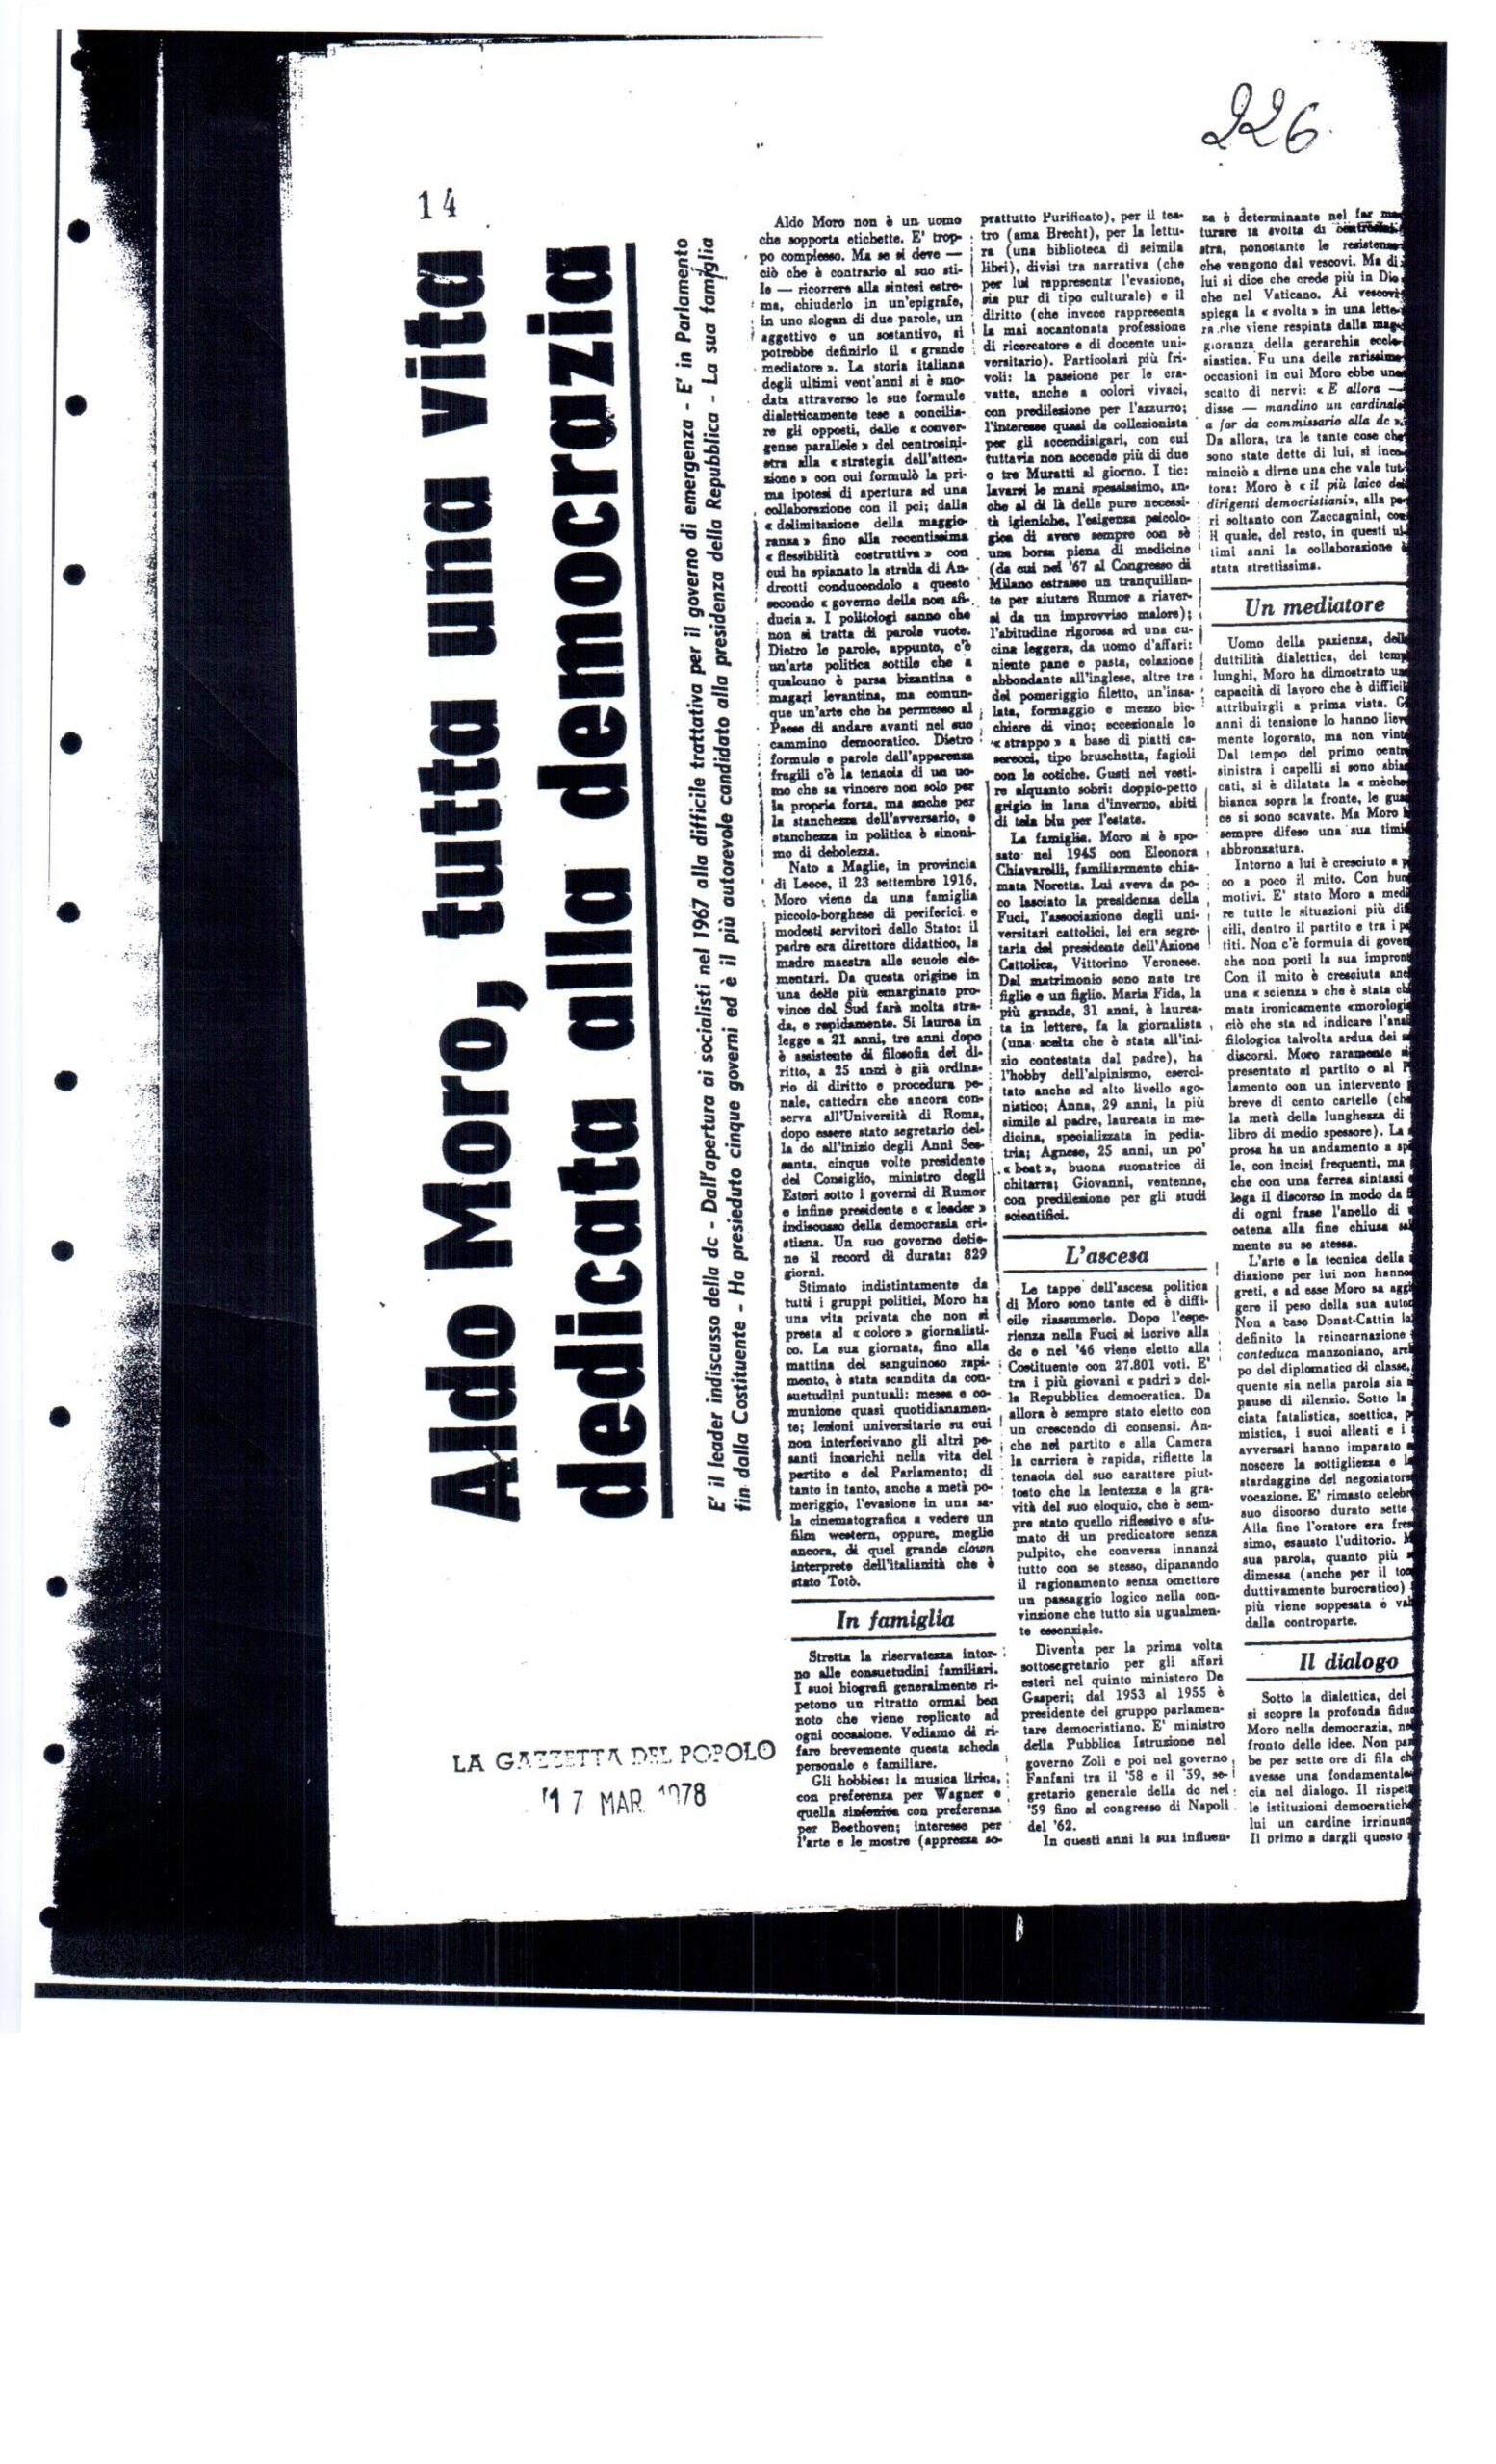 226
14
Aldo Moro, tutta una vita
dedicata alla democrazia
E' il leader indiscusso della dc - Dall'apertura ai socialisti nel 1967 alla difficile trattativa per il governo di emergenza - E' in Parlamento
fin dalla Costituente - Ha presieduto cinque governi ed è il più autorevole candidato alla presidenza della Repubblica - La sua famiglia
LA GAZZETTA DEL POPOLO
17 MAR 1978
Aldo Moro non è un uomo
che sopporta etichette. E' trop-
po complesso. Ma se si deve —
ciò che è contrario al suo sti-
le — ricorrere alla sintesi estre-
ma, chiuderlo in un'epigrafe,
in uno slogan di due parole, un
aggettivo e un sostantivo, si
potrebbe definirlo il « grande
mediatore ». La storia italiana
degli ultimi vent'anni si è sno-
data attraverso le sue formule
dialetticamente tese a concilia-
re gli opposti, dalle « conver-
genze parallele » del centrosini-
stra alla « strategia dell'atten-
zione » con cui formulò la pri-
ma ipotesi di apertura ad una
collaborazione con il pci; dalla
« delimitazione della maggio-
ranza » fino alla recentissima
« flessibilità costruttiva » con
cui ha spianato la strada di An-
dreotti conducendolo a questo
secondo « governo della non sfi-
ducia ». I politologi sanno che
non si tratta di parole vuote.
Dietro le parole, appunto, c'è
un'arte politica sottile che a
qualcuno è parsa bizantina e
magari levantina, ma comun-
que un'arte che ha permesso al
Paese di andare avanti nel suo
cammino democratico. Dietro
formule e parole dall'apparenza
fragili c'è la tenacia di un uo-
mo che sa vincere non solo per
la propria forza, ma anche per
la stanchezza dell'avversario, e
stanchezza in politica è sinoni-
mo di debolezza.
Nato a Maglie, in provincia
di Lecce, il 23 settembre 1916,
Moro viene da una famiglia
piccolo-borghese di periferici e
modesti servitori dello Stato: il
padre era direttore didattico, la
madre maestra alle scuole ele-
mentari. Da questa origine in
una delle più emarginate pro-
vince del Sud farà molta stra-
da, e rapidamente. Si laurea in
legge a 21 anni, tre anni dopo
è assistente di filosofia del di-
ritto, a 25 anni è già ordina-
rio di diritto e procedura pe-
nale, cattedra che ancora con-
serva all'Università di Roma,
dopo essere stato segretario del-
la dc all'inizio degli Anni Ses-
santa, cinque volte presidente
del Consiglio, ministro degli
Esteri sotto i governi di Rumor
e infine presidente e « leader »
indiscusso della democrazia cri-
stiana. Un suo governo detie-
ne il record di durata: 829
giorni.
Stimato indistintamente da
tutti i gruppi politici, Moro ha
una vita privata che non si
presta al « colore » giornalisti-
co. La sua giornata, fino alla
mattina del sanguinoso rapi-
mento, è stata scandita da con-
suetudini puntuali: messa e co-
munione quasi quotidianamen-
te; lezioni universitarie su cui
non interferivano gli altri pe-
santi incarichi nella vita del
partito e del Parlamento; di
tanto in tanto, anche a metà po-
meriggio, l'evasione in una sa-
la cinematografica a vedere un
film western, oppure, meglio
ancora, di quel grande clown
interprete dell'italianità che è
stato Totò.
In famiglia
Stretta la riservatezza intor-
no alle consuetudini familiari.
I suoi biografi generalmente ri-
petono un ritratto ormai ben
noto che viene replicato ad
ogni occasione. Vediamo di ri-
fare brevemente questa scheda
personale e familiare.
Gli hobbies: la musica lirica,
con preferenza per Wagner e
quella sinfonica con preferenza
per Beethoven; interesse per
l'arte e le mostre (apprezza so-
prattutto Purificato), per il tea-
tro (ama Brecht), per la lettu-
ra (una biblioteca di seimila
libri), divisi tra narrativa (che
per lui rappresenta l'evasione,
sia pur di tipo culturale) e il
diritto (che invece rappresenta
la mai accantonata professione
di ricercatore e di docente uni-
versitario). Particolari più fri-
voli: la passione per le cra-
vatte, anche a colori vivaci,
con predilezione per l'azzurro;
l'interesse quasi da collezionista
per gli accendisigari, con cui
tuttavia non accende più di due
o tre Muratti al giorno. I tic:
lavarsi le mani spessissimo, an-
che al di là delle pure necessi-
tà igieniche, l'esigenza psicolo-
gica di avere sempre con sè
una borsa piena di medicine
(da cui nel '67 al Congresso di
Milano estrasse un tranquillan-
te per aiutare Rumor a riaver-
si da un improvviso malore);
l'abitudine rigorosa ad una cu-
cina leggera, da uomo d'affari:
niente pane e pasta, colazione
abbondante all'inglese, altre tre
del pomeriggio filetto, un'insa-
lata, formaggio e mezzo bic-
chiere di vino; eccezionale lo
« strappo » a base di piatti ca-
serecci, tipo bruschetta, fagioli
con le cotiche. Gusti nel vesti-
re alquanto sobri: doppio-petto
grigio in lana d'inverno, abiti
di tela blu per l'estate.
La famiglia. Moro si è spo-
sato nel 1945 con Eleonora
Chiavarelli, familiarmente chia-
mata Noretta. Lui aveva da po-
co lasciato la presidenza della
Fuci, l'associazione degli uni-
versitari cattolici, lei era segre-
taria del presidente dell'Azione
Cattolica, Vittorino Veronese.
Dal matrimonio sono nate tre
figlie e un figlio. Maria Fida, la
più grande, 31 anni, è laurea-
ta in lettere, fa la giornalista
(una scelta che è stata all'ini-
zio contestata dal padre), ha
l'hobby dell'alpinismo, eserci-
tato anche ad alto livello ago-
nistico; Anna, 29 anni, la più
simile al padre, laureata in me-
dicina, specializzata in pedia-
tria; Agnese, 25 anni, un po'
« beat », buona suonatrice di
chitarra; Giovanni, ventenne,
con predilezione per gli studi
scientifici.
L'ascesa
Le tappe dell'ascesa politica
di Moro sono tante ed è diffi-
cile riassumerle. Dopo l'espe-
rienza nella Fuci si iscrive alla
dc e nel '46 viene eletto alla
Costituente con 27.801 voti. E'
tra i più giovani « padri » del-
la Repubblica democratica. Da
allora è sempre stato eletto con
un crescendo di consensi. An-
che nel partito e alla Camera
la carriera è rapida, riflette la
tenacia del suo carattere piut-
tosto che la lentezza e la gra-
vità del suo eloquio, che è sem-
pre stato quello riflessivo e sfu-
mato di un predicatore senza
pulpito, che conversa innanzi
tutto con se stesso, dipanando
il ragionamento senza omettere
un passaggio logico nella con-
vinzione che tutto sia ugualmen-
te essenziale.
Diventa per la prima volta
sottosegretario per gli affari
esteri nel quinto ministero De
Gasperi; dal 1953 al 1955 è
presidente del gruppo parlamen-
tare democristiano. E' ministro
della Pubblica Istruzione nel
governo Zoli e poi nel governo
Fanfani tra il '58 e il '59, se-
gretario generale della dc nel
'59 fino al congresso di Napoli
del '62.
In questi anni la sua influen-
za è determinante nel far ma-
turare la svolta di centrosini-
stra, nonostante le resistenze
che vengono dai vescovi. Ma di
lui si dice che crede più in Dio
che nel Vaticano. Ai vescovi
spiega la « svolta » in una lette-
ra che viene respinta dalla mag-
gioranza della gerarchia eccle-
siastica. Fu una delle rarissime
occasioni in cui Moro ebbe uno
scatto di nervi: « E allora —
disse — mandino un cardinale
a far da commissario alla dc ».
Da allora, tra le tante cose che
sono state dette di lui, si inco-
minciò a dirne una che vale tut-
tora: Moro è « il più laico dei
dirigenti democristiani», alla pa-
ri soltanto con Zaccagnini, con
il quale, del resto, in questi ul-
timi anni la collaborazione è
stata strettissima.
Un mediatore
Uomo della pazienza, della
duttilità dialettica, dei temp
lunghi, Moro ha dimostrato un
capacità di lavoro che è difficil
attribuirgli a prima vista. G
anni di tensione lo hanno liev
mente logorato, ma non vint
Dal tempo del primo centr
sinistra i capelli si sono abia
cati, si è dilatata la « mèche
bianca sopra la fronte, le gua
ce si sono scavate. Ma Moro
sempre difeso una sua timi
abbronzatura.
Intorno a lui è cresciuto a p
co a poco il mito. Con buo
motivi. E' stato Moro a medi
re tutte le situazioni più dif
cili, dentro il partito e tra i p
titi. Non c'è formula di gover
che non porti la sua impron
Con il mito è cresciuta anc
una « scienza » che è stata ch
mata ironicamente «morologia
ciò che sta ad indicare l'anal
filologica talvolta ardua dei s
discorsi. Moro raramente si
presentato al partito o al P
lamento con un intervento
breve di cento cartelle (che
la metà della lunghezza di
libro di medio spessore). La
prosa ha un andamento a spi
le, con incisi frequenti, ma
che con una ferrea sintassi
lega il discorso in modo da f
di ogni frase l'anello di
catena alla fine chiusa sal
mente su se stessa.
L'arte e la tecnica della
diazione per lui non hanno
greti, e ad esse Moro sa aggi
gere il peso della sua autor
Non a caso Donat-Cattin lo
definito la reincarnazione
conteduca manzoniano, arc
po del diplomatico di classe,
quente sia nella parola sia
pause di silenzio. Sotto la
ciata fatalistica, scettica, p
mistica, i suoi alleati e i
avversari hanno imparato a
noscere la sottigliezza e la
stardaggine del negoziatore
vocazione. E' rimasto celebr
suo discorso durato sette
Alla fine l'oratore era fres
simo, esausto l'uditorio. M
sua parola, quanto più
dimessa (anche per il ton
duttivamente burocratico)
più viene soppesata e val
dalla controparte.
Il dialogo
Sotto la dialettica, del
si scopre la profonda fidu
Moro nella democrazia, nel
fronto delle idee. Non par
be per sette ore di fila ch
avesse una fondamentale
cia nel dialogo. Il rispet
le istituzioni democratiche
lui un cardine irrinunc
Il primo a dargli questo